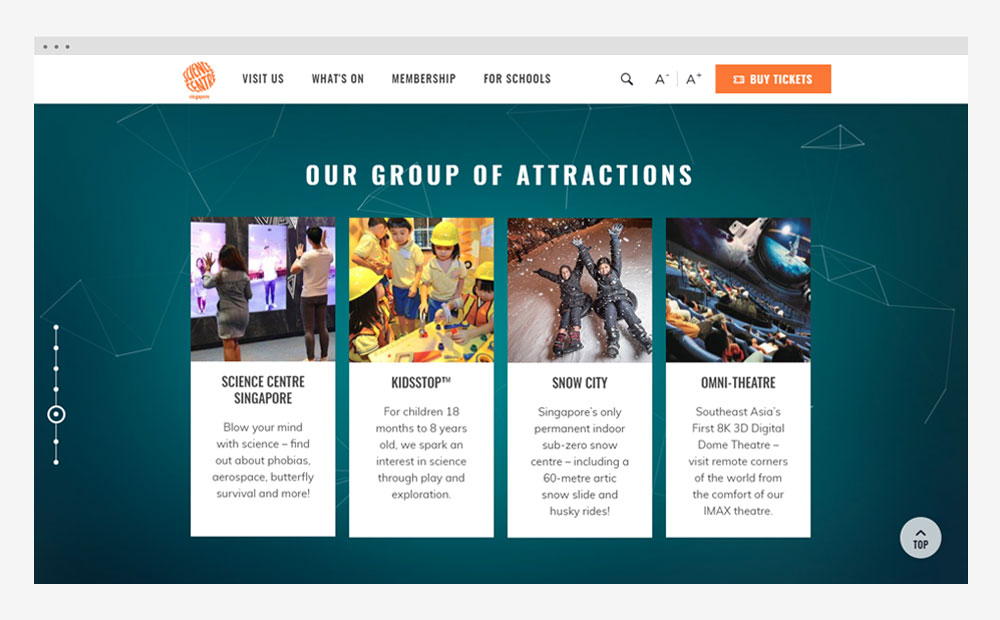 SCIENCE
CENTRE
singapore
VISIT US
WHAT'S ON
MEMBERSHIP
FOR SCHOOLS
A-
A+
BUY TICKETS
OUR GROUP OF ATTRACTIONS
SCIENCE CENTRE
SINGAPORE
Blow your mind
with science – find
out about phobias,
aerospace, butterfly
survival and more!
KIDSSTOP™
For children 18
months to 8 years
old, we spark an
interest in science
through play and
exploration.
SNOW CITY
Singapore's only
permanent indoor
sub-zero snow
centre – including a
60-metre artic
snow slide and
husky rides!
OMNI-THEATRE
Southeast Asia's
First 8K 3D Digital
Dome Theatre –
visit remote corners
of the world from
the comfort of our
IMAX theatre.
TOP